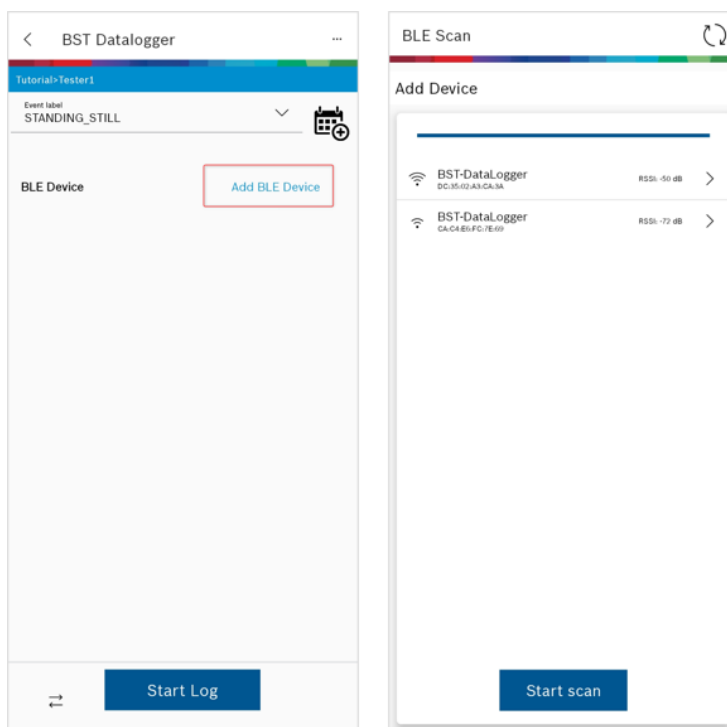 BST Datalogger
Tutorial>Tester1
Event label
STANDING_STILL
BLE Device
Add BLE Device
Start Log
BLE Scan
Add Device
BST-DataLogger
DC:35:02:A3:CA:3A
RSSI: -50 dB
BST-DataLogger
CA:C4:E6:FC:7E:69
RSSI: -72 dB
Start scan